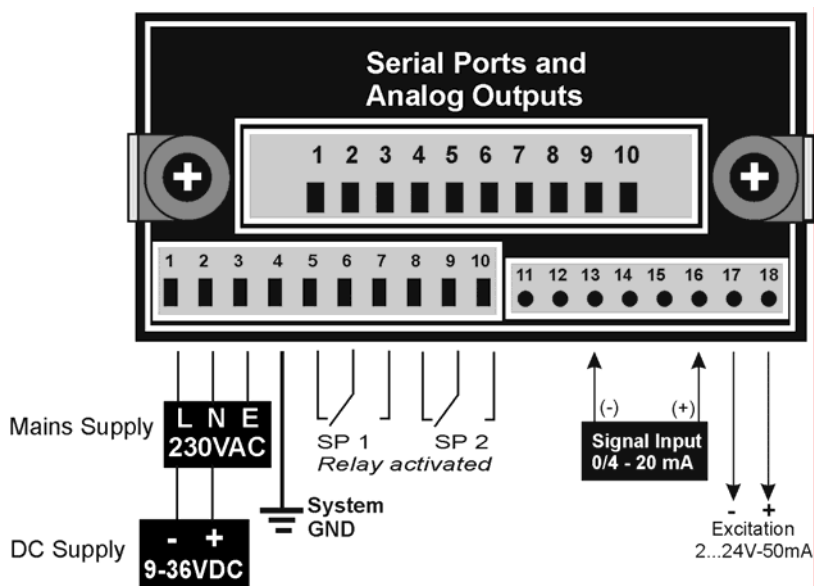 Serial Ports and
Analog Outputs
1 2 3 4 5 6 7 8 9 10
1 2 3 4 5 6 7 8 9 10
11 12 13 14 15 16 17 18
Mains Supply
L N E
230VAC
DC Supply
- +
9-36VDC
System
GND
SP 1 SP 2
Relay activated
(-) (+)
Signal Input
0/4 - 20 mA
- +
Excitation
2...24V-50mA